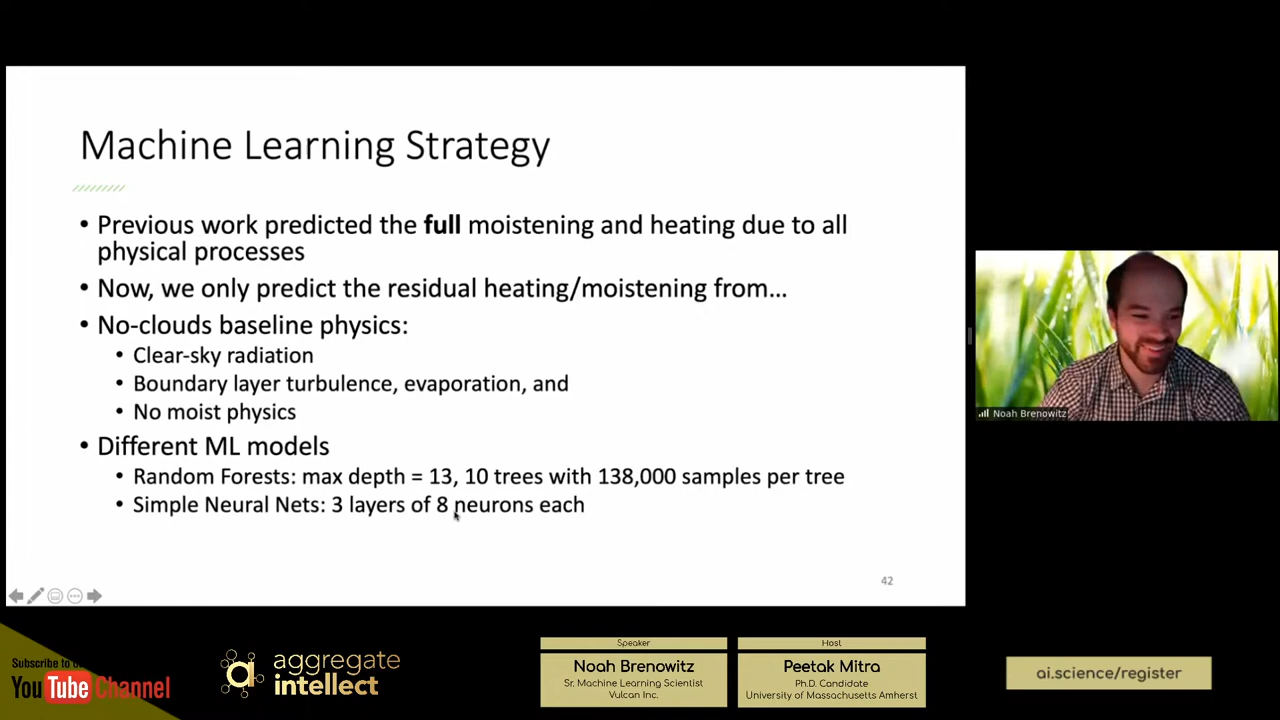 Machine Learning Strategy
• Previous work predicted the full moistening and heating due to all
physical processes
• Now, we only predict the residual heating/moistening from...
• No-clouds baseline physics:
• Clear-sky radiation
• Boundary layer turbulence, evaporation, and
• No moist physics
• Different ML models
• Random Forests: max depth = 13, 10 trees with 138,000 samples per tree
• Simple Neural Nets: 3 layers of 8 neurons each
42
Noah Brenowitz
Subscribe to
YouTube Channel
aggregate
intellect
Speaker
Noah Brenowitz
Sr. Machine Learning Scientist
Vulcan Inc.
Host
Peetak Mitra
Ph.D. Candidate
University of Massachusetts Amherst
ai.science/register